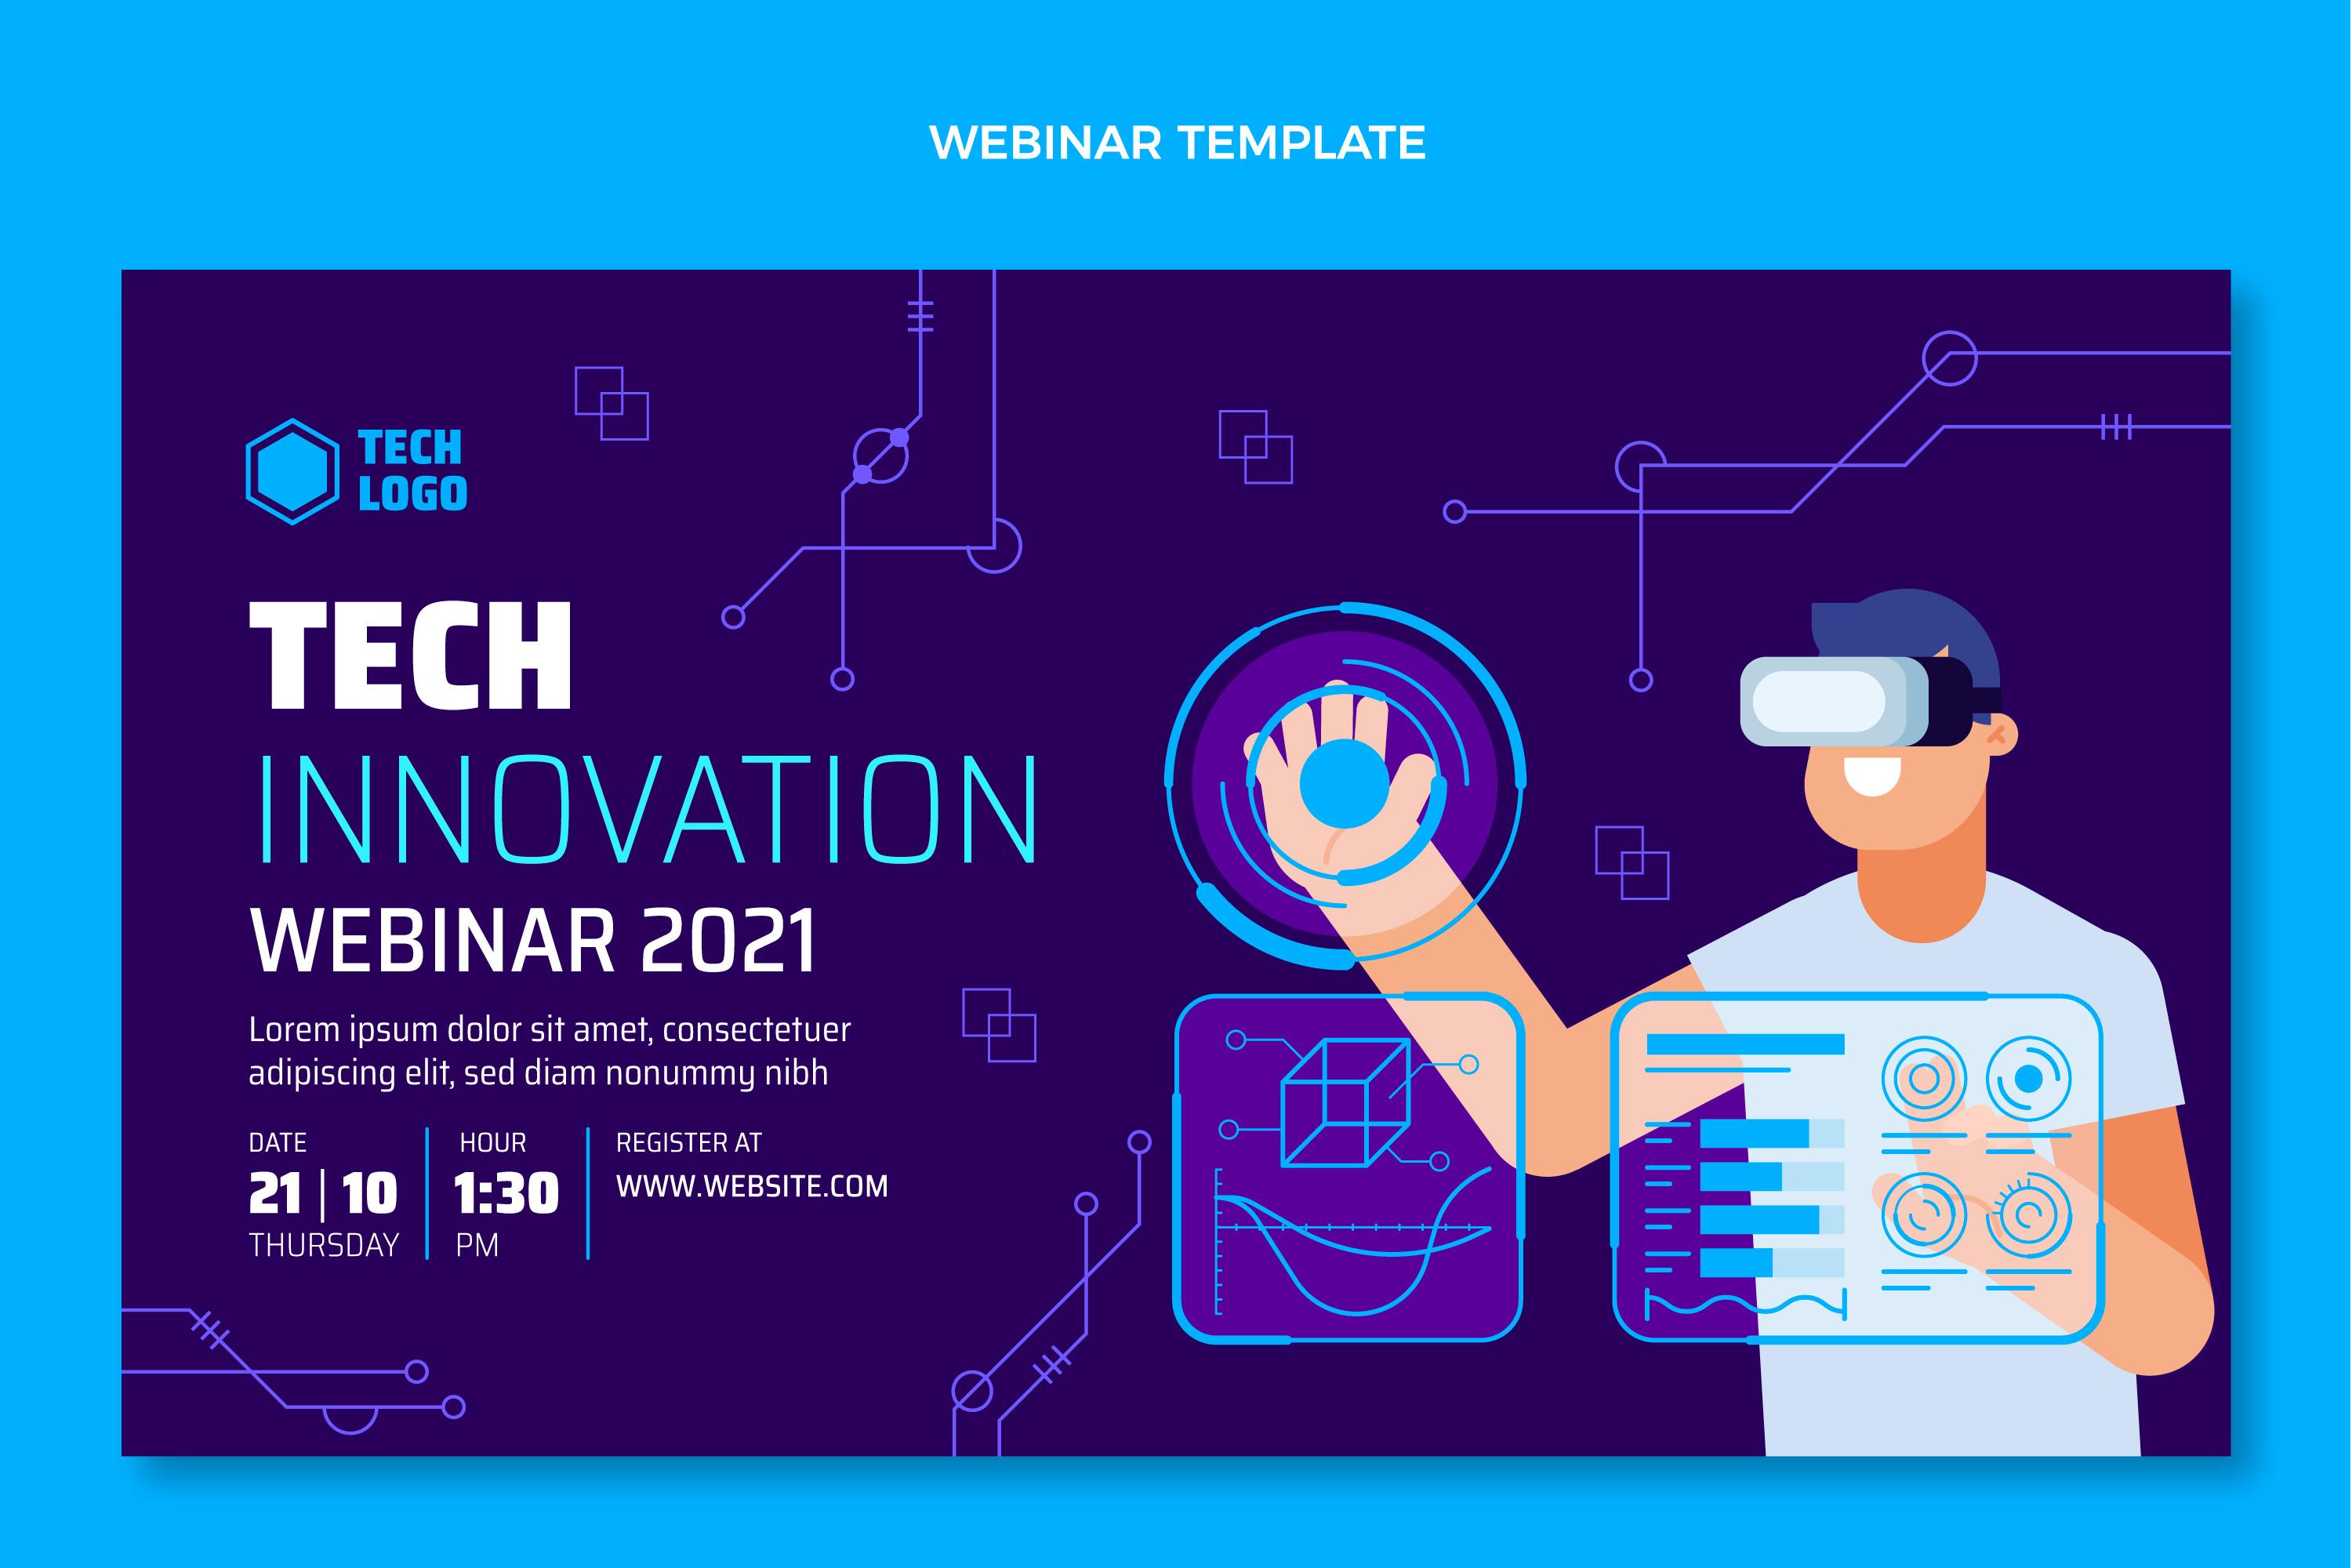 WEBINAR TEMPLATE
TECH
LOGO
TECH
INNOVATION
WEBINAR 2021
Lorem ipsum dolor sit amet, consectetuer
adipiscing elit, sed diam nonummy nibh
DATE
21 | 10
THURSDAY
HOUR
1:30
PM
REGISTER AT
WWW.WEBSITE.COM